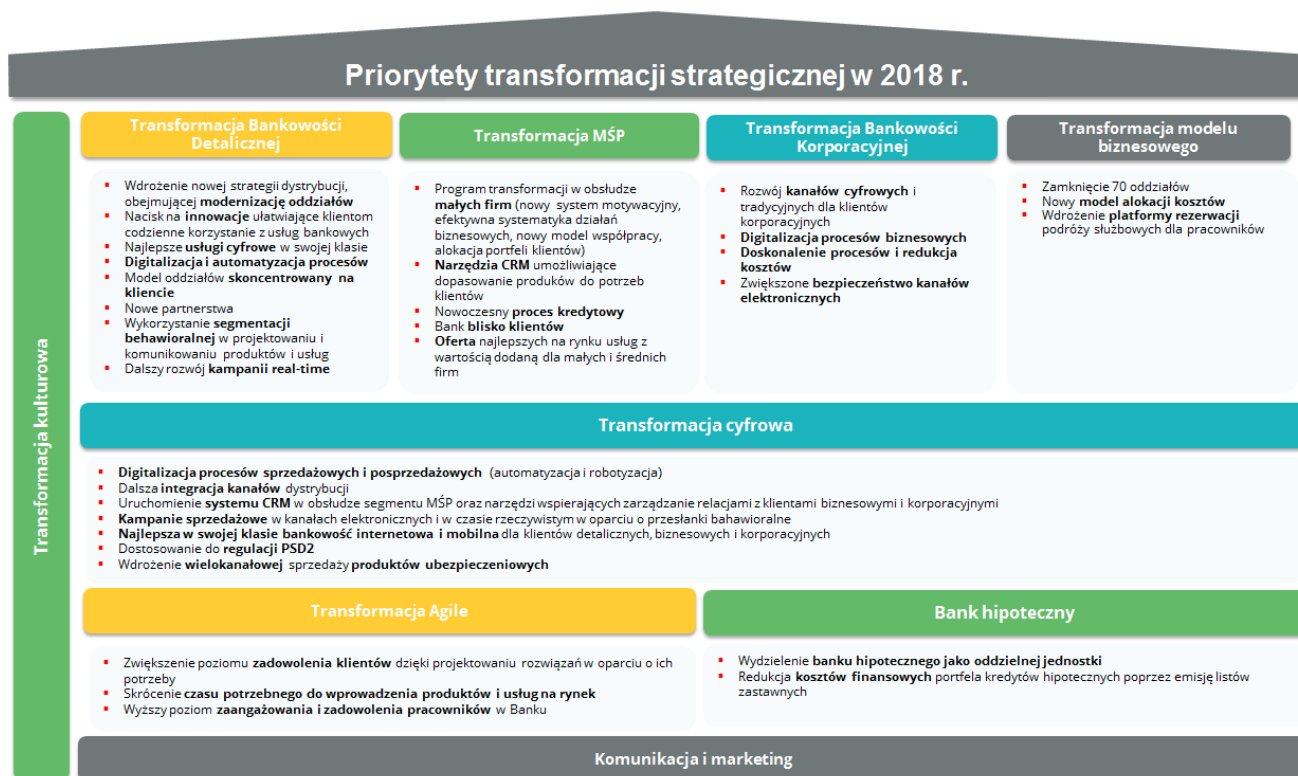 Priorytety transformacji strategicznej w 2018 r.
Transformacja kulturowa
Transformacja Bankowości
Detalicznej
▪ Wdrożenie nowej strategii dystrybucji,
obejmującej modernizację oddziałów
▪ Nacisk na innowacje ułatwiające klientom
codzienne korzystanie z usług bankowych
▪ Najlepsze usługi cyfrowe w swojej klasie
▪ Digitalizacja i automatyzacja procesów
▪ Model oddziałów skoncentrowany na
kliencie
▪ Nowe partnerstwa
▪ Wykorzystanie segmentacji
behawioralnej w projektowaniu i
komunikowaniu produktów i usług
▪ Dalszy rozwój kampanii real-time
Transformacja MŚP
▪ Program transformacji w obsłudze
małych firm (nowy system motywacyjny,
efektywna systematyka działań
biznesowych, nowy model współpracy,
alokacja portfeli klientów)
▪ Narzędzia CRM umożliwiające
dopasowanie produków do potrzeb
klientów
▪ Nowoczesny proces kredytowy
▪ Bank blisko klientów
▪ Oferta najlepszych na rynku usług z
wartością dodaną dla małych i średnich
firm
Transformacja Bankowości
Korporacyjnej
▪ Rozwój kanałów cyfrowych i
tradycyjnych dla klientów
korporacyjnych
▪ Digitalizacja procesów biznesowych
▪ Doskonalenie procesów i redukcja
kosztów
▪ Zwiększone bezpieczeństwo kanałów
elektronicznych
Transformacja modelu
biznesowego
▪ Zamknięcie 70 oddziałów
▪ Nowy model alokacji kosztów
▪ Wdrożenie platformy rezerwacji
podróży służbowych dla pracowników
Transformacja cyfrowa
▪ Digitalizacja procesów sprzedażowych i posprzedażowych (automatyzacja i robotyzacja)
▪ Dalsza integracja kanałów dystrybucji
▪ Uruchomienie systemu CRM w obsłudze segmentu MŚP oraz narzędzi wspierających zarządzanie relacjami z klientami biznesowymi i korporacyjnymi
▪ Kampanie sprzedażowe w kanałach elektronicznych i w czasie rzeczywistym w oparciu o przesłanki bahawioralne
▪ Najlepsza w swojej klasie bankowość internetowa i mobilna dla klientów detalicznych, biznesowych i korporacyjnych
▪ Dostosowanie do regulacji PSD2
▪ Wdrożenie wielokanałowej sprzedaży produktów ubezpieczeniowych
Transformacja Agile
▪ Zwiększenie poziomu zadowolenia klientów dzięki projektowaniu rozwiązań w oparciu o ich
potrzeby
▪ Skrócenie czasu potrzebnego do wprowadzenia produktów i usług na rynek
▪ Wyższy poziom zaangażowania i zadowolenia pracowników w Banku
Bank hipoteczny
▪ Wydzielenie banku hipotecznego jako oddzielnej jednostki
▪ Redukcja kosztów finansowych portfela kredytów hipotecznych poprzez emisję listów
zastawnych
Komunikacja i marketing